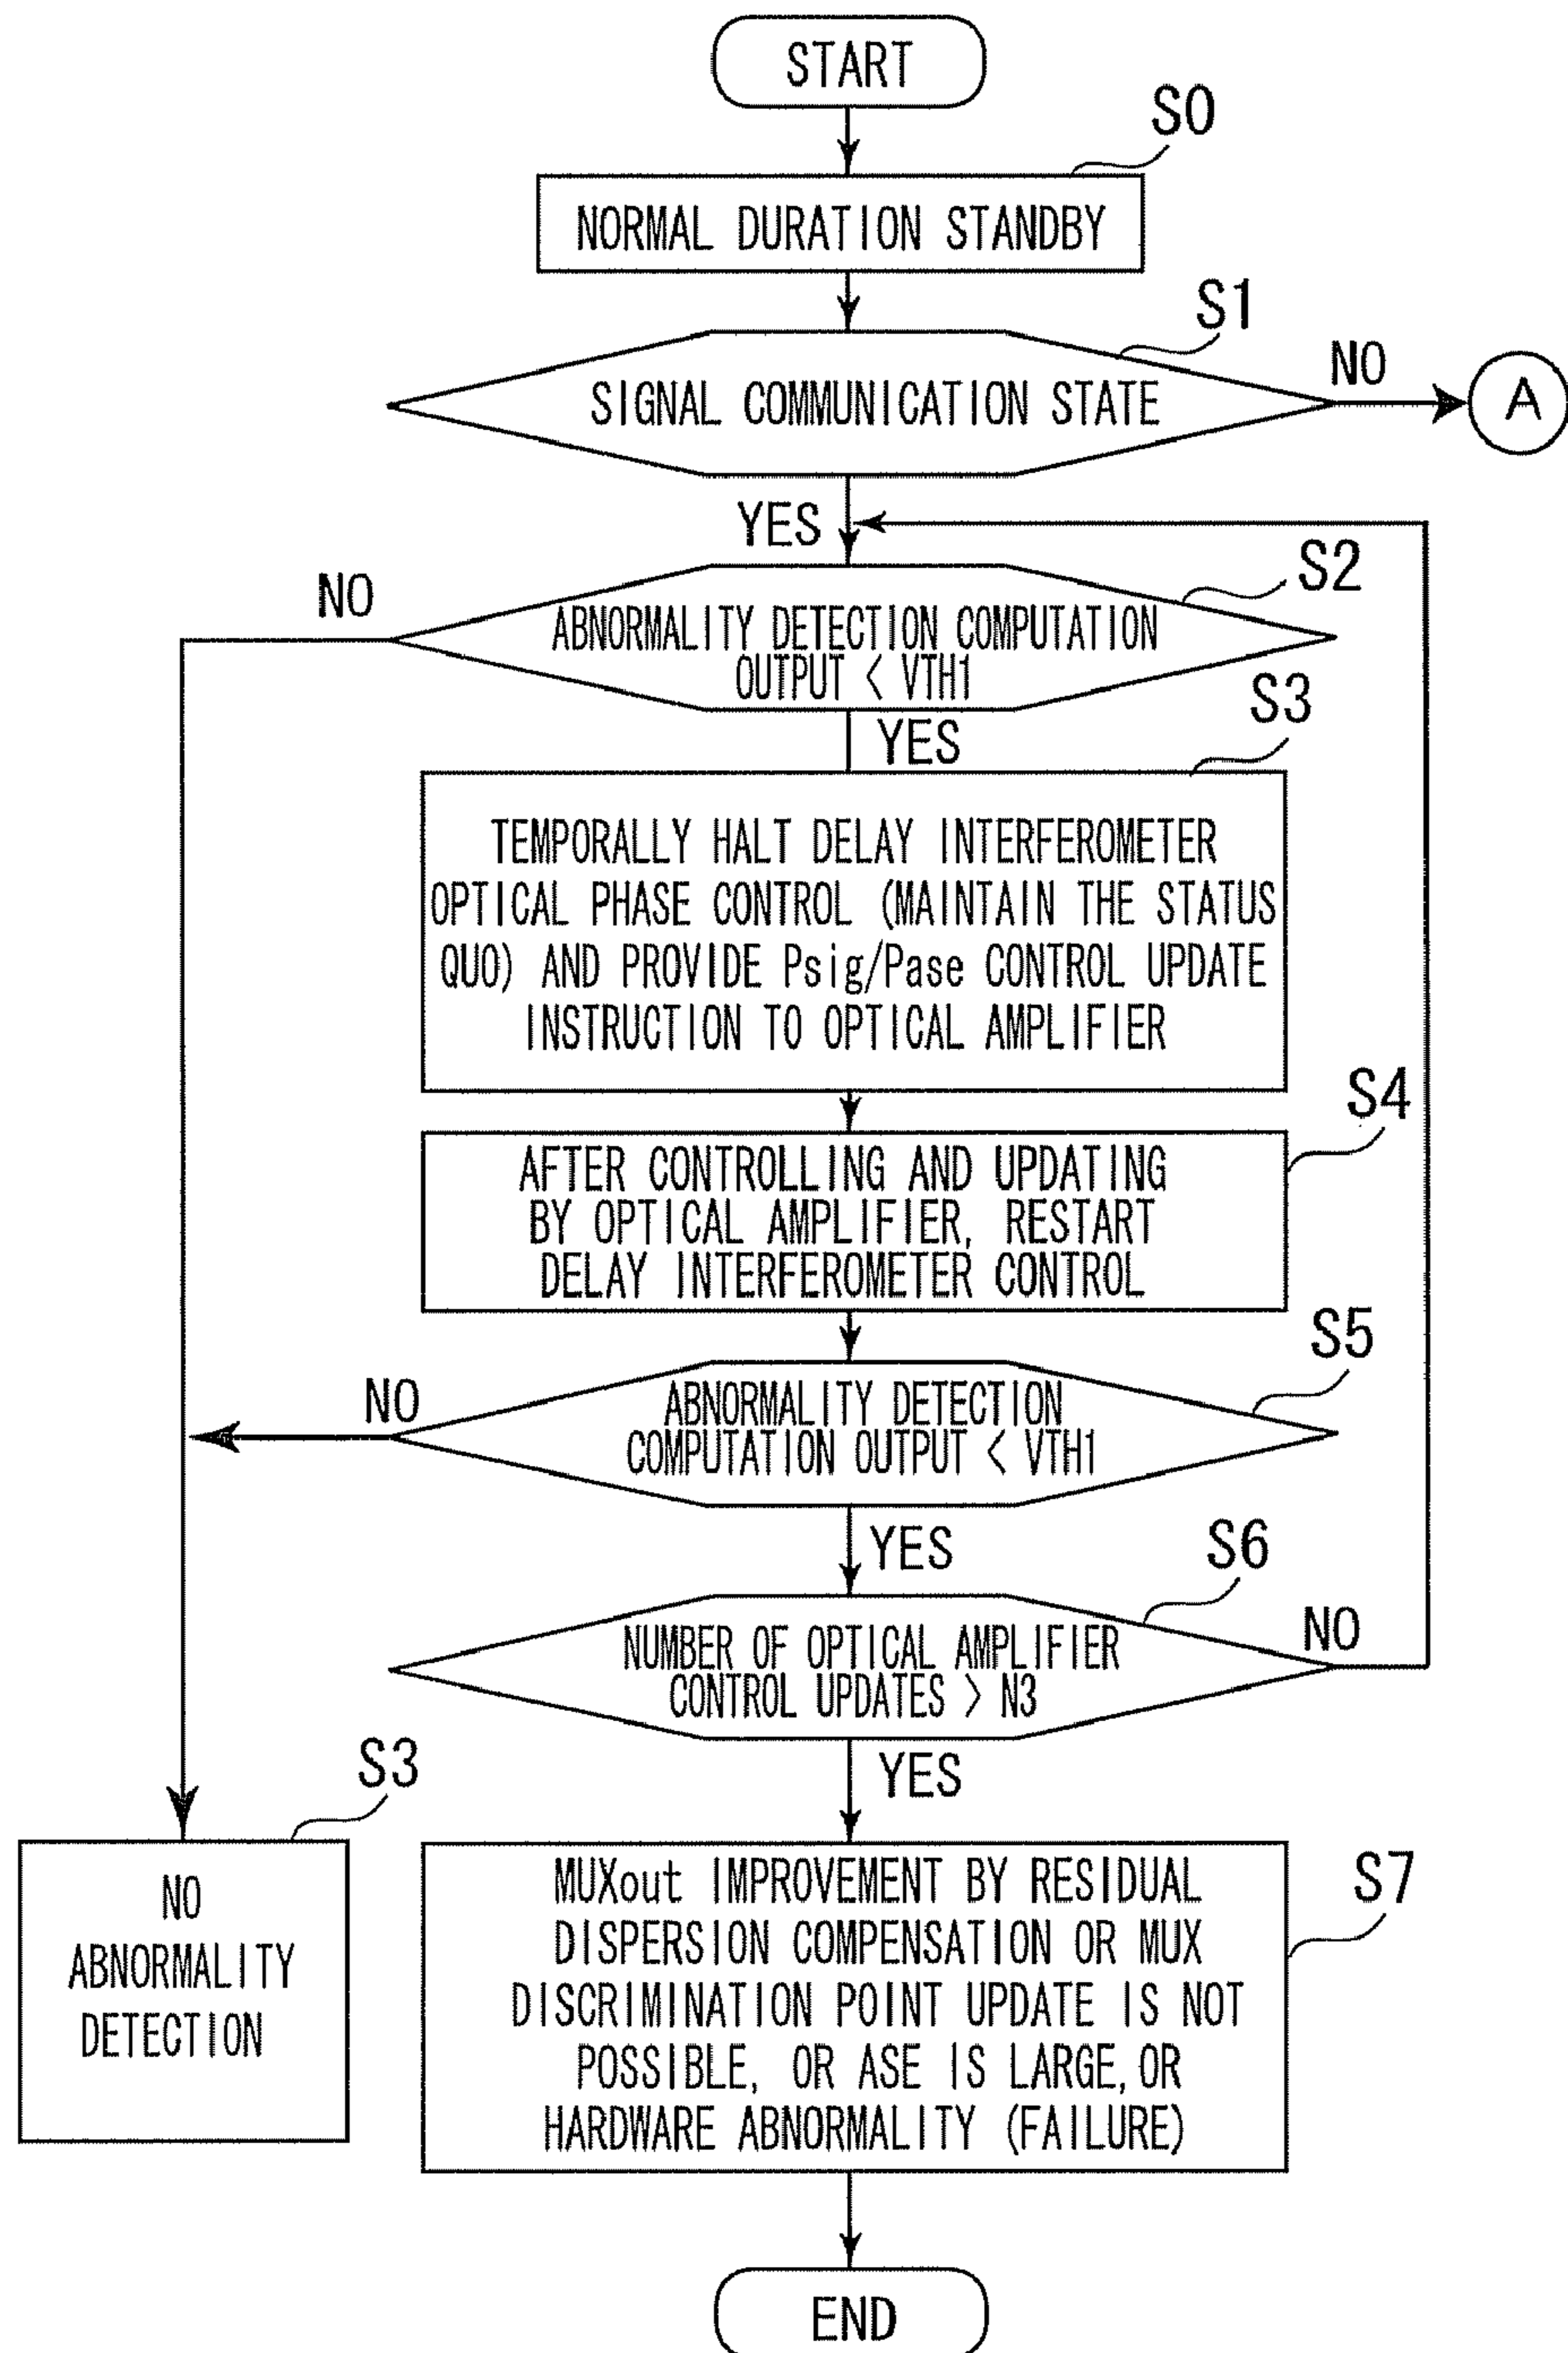 START
S0
NORMAL DURATION STANDBY
S1
SIGNAL COMMUNICATION STATE
NO
A
YES
S2
NO
ABNORMALITY DETECTION COMPUTATION
OUTPUT < VTH1
YES
S3
TEMPORALLY HALT DELAY INTERFEROMETER
OPTICAL PHASE CONTROL (MAINTAIN THE STATUS
QUO) AND PROVIDE Psig/Pase CONTROL UPDATE
INSTRUCTION TO OPTICAL AMPLIFIER
S4
AFTER CONTROLLING AND UPDATING
BY OPTICAL AMPLIFIER, RESTART
DELAY INTERFEROMETER CONTROL
S5
NO
ABNORMALITY DETECTION
COMPUTATION OUTPUT < VTH1
YES
S6
NUMBER OF OPTICAL AMPLIFIER
CONTROL UPDATES > N3
NO
YES
S3
NO
ABNORMALITY
DETECTION
S7
MUXout IMPROVEMENT BY RESIDUAL
DISPERSION COMPENSATION OR MUX
DISCRIMINATION POINT UPDATE IS NOT
POSSIBLE, OR ASE IS LARGE, OR
HARDWARE ABNORMALITY (FAILURE)
END